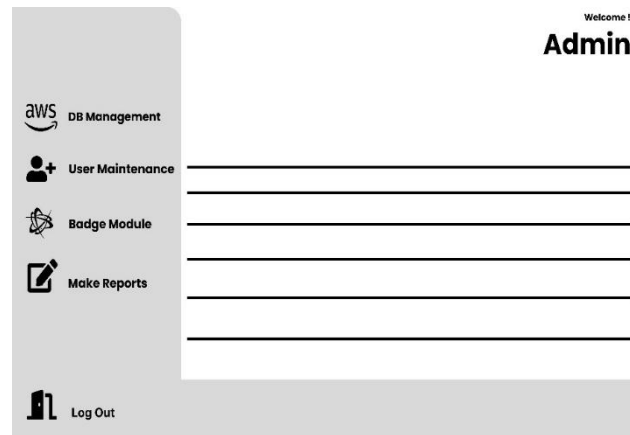 Welcome !
Admin
aws
DB Management
User Maintenance
Badge Module
Make Reports
Log Out